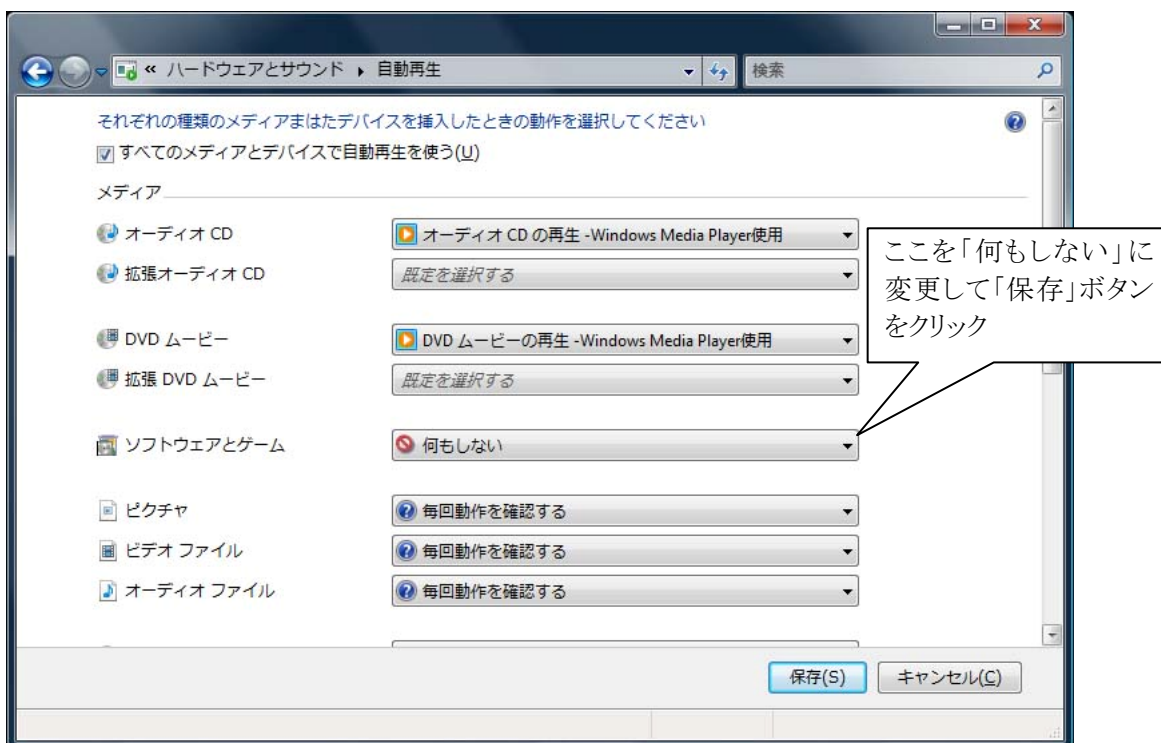 « ハードウェアとサウンド ▸ 自動再生
検索
それぞれの種類のメディアまはたデバイスを挿入したときの動作を選択してください
すべてのメディアとデバイスで自動再生を使う(U)
メディア
オーディオ CD
オーディオ CD の再生 -Windows Media Player使用
拡張オーディオ CD
既定を選択する
DVD ムービー
DVD ムービーの再生 -Windows Media Player使用
拡張 DVD ムービー
既定を選択する
ソフトウェアとゲーム
何もしない
ピクチャ
毎回動作を確認する
ビデオ ファイル
毎回動作を確認する
オーディオ ファイル
毎回動作を確認する
ここを「何もしない」に
変更して「保存」ボタン
をクリック
保存(S)
キャンセル(C)